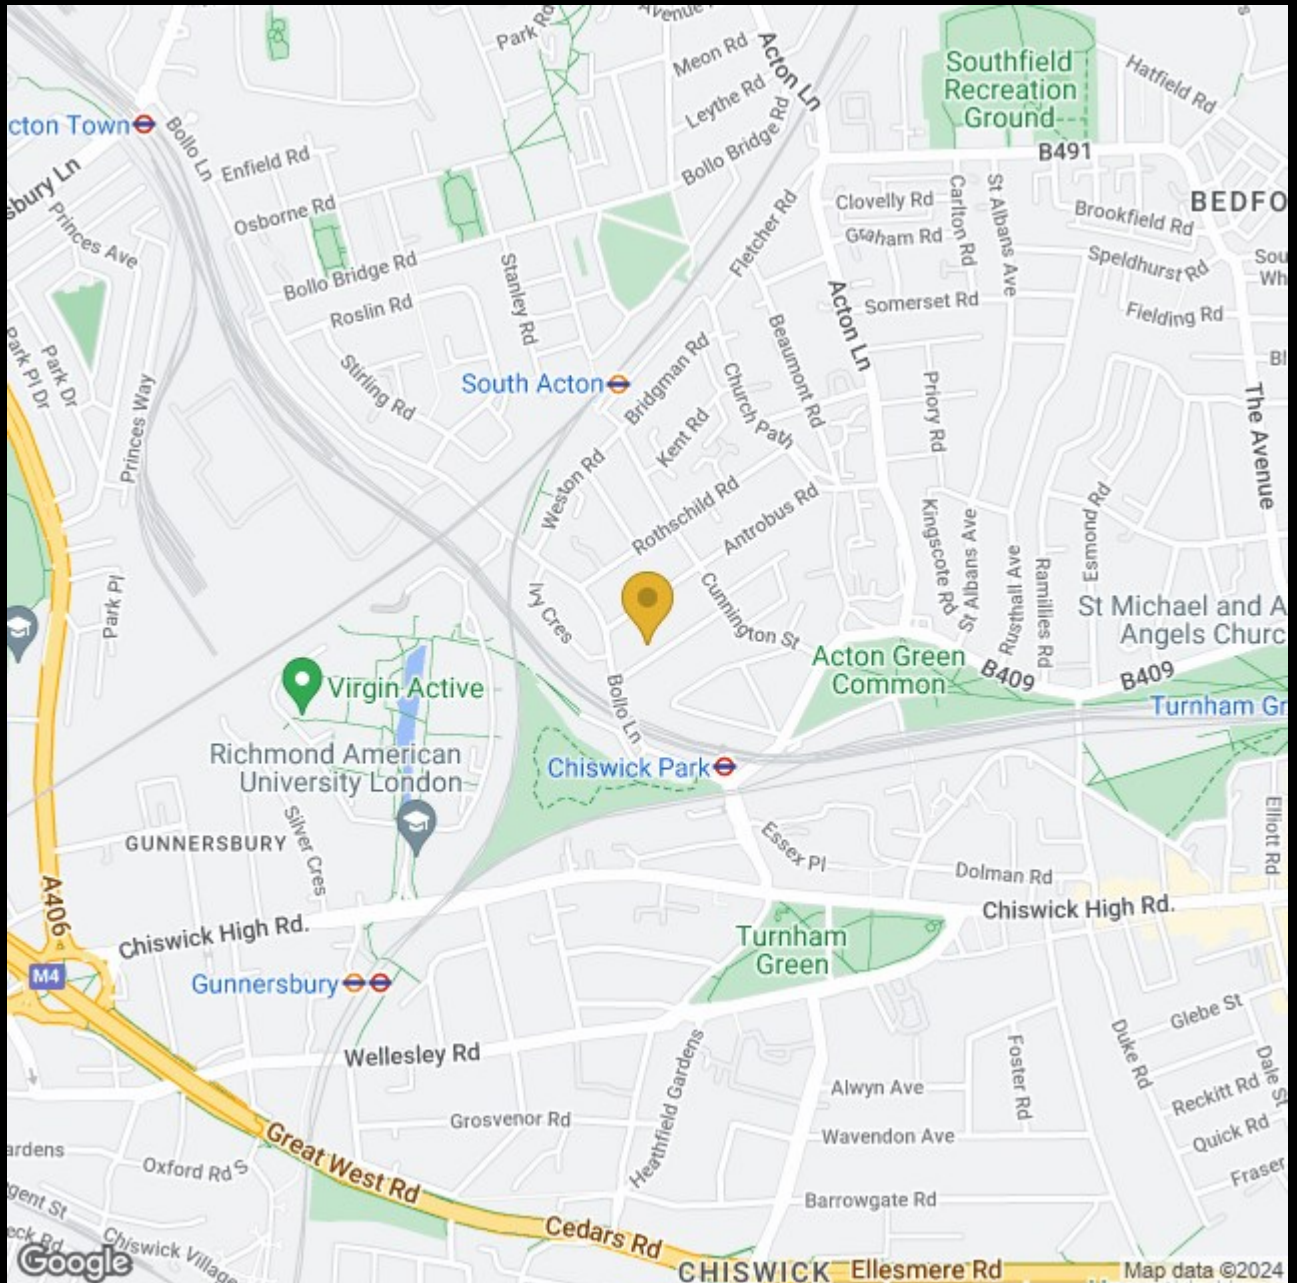 Park Rd
Avenue R
Meon Rd
Acton Ln
Leythe Rd
Bollo Bridge Rd
Southfield
Recreation
Ground
Hatfield Rd
cton Town
Bollo Ln
B491
Enfield Rd
sbury Ln
Princes Ave
Osborne Rd
Clovelly Rd
Carlton Rd
St Albans Ave
Brookfield Rd
BEDFO
Graham Rd
Fletcher Rd
Speldhurst Rd
Sou
Wh
Bollo Bridge Rd
Stanley Rd
Roslin Rd
Acton Ln
Somerset Rd
Fielding Rd
Park Pl Dr
Park Dr
Stirling Rd
Beaumont Rd
Bridgman Rd
Church Path
Bl
South Acton
Priory Rd
The Avenue
Princes Way
Kent Rd
Weston Rd
Rothschild Rd
Antrobus Rd
Kingscote Rd
St Albans Ave
Rusthall Ave
Ramillies Rd
Esmond Rd
Park Pl
Ivy Cres
Cunnington St
St Michael and A
Angels Churc
Acton Green
Common
B409
B409
Turnham Gr
Virgin Active
Bollo Ln
Richmond American
University London
Chiswick Park
GUNNERSBURY
Silver Cres
Essex Pl
Dolman Rd
Elliott Rd
A406
Chiswick High Rd.
Chiswick High Rd.
Turnham
Green
M4
Gunnersbury
Glebe St
Wellesley Rd
Heathfield Gardens
Foster Rd
Duke Rd
Dale St
Alwyn Ave
Reckitt Rd
Grosvenor Rd
Wavendon Ave
Quick Rd
Great West Rd
ardens
Oxford Rd S
Fraser
Barrowgate Rd
gent St
eck Rd
Chiswick Village
Cedars Rd
Google
CHISWICK
Ellesmere Rd
Map data ©2024